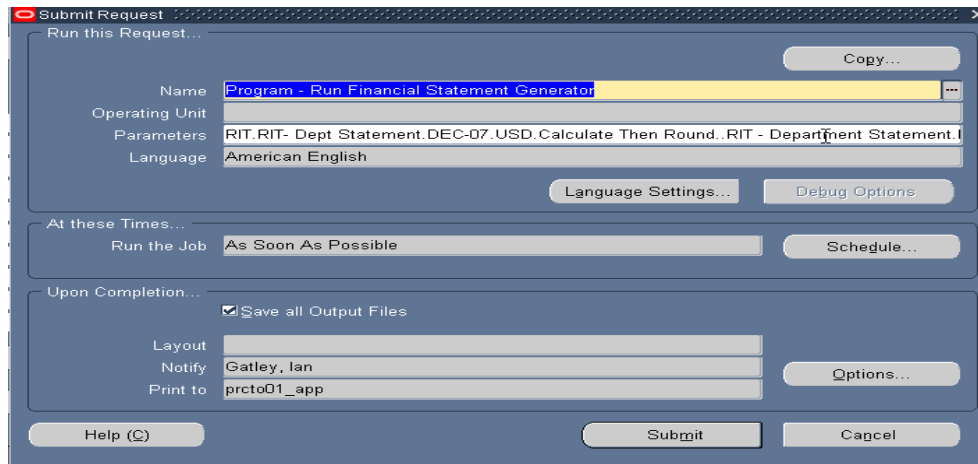 Submit Request
Run this Request...
Copy...
Name Program - Run Financial Statement Generator ...
Operating Unit
Parameters RIT.RIT- Dept Statement.DEC-07.USD.Calculate Then Round..RIT - Department Statement.
Language American English
Language Settings... Debug Options
At these Times...
Run the Job As Soon As Possible Schedule...
Upon Completion...
Save all Output Files
Layout
Notify Gatley, Ian Options...
Print to prcto01_app
Help (C) Submit Cancel